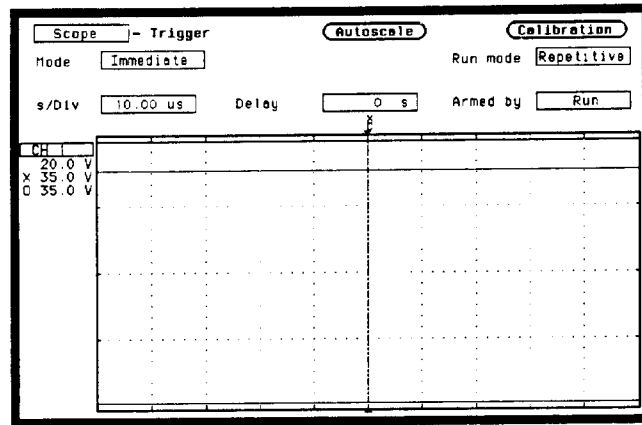 Scope - Trigger Autoscale Calibration
Mode Immediate Run mode Repetitive
s/Div 10.00 us Delay 0 s Armed by Run
X
CH 1
20.0 V
X 35.0 V
O 35.0 V